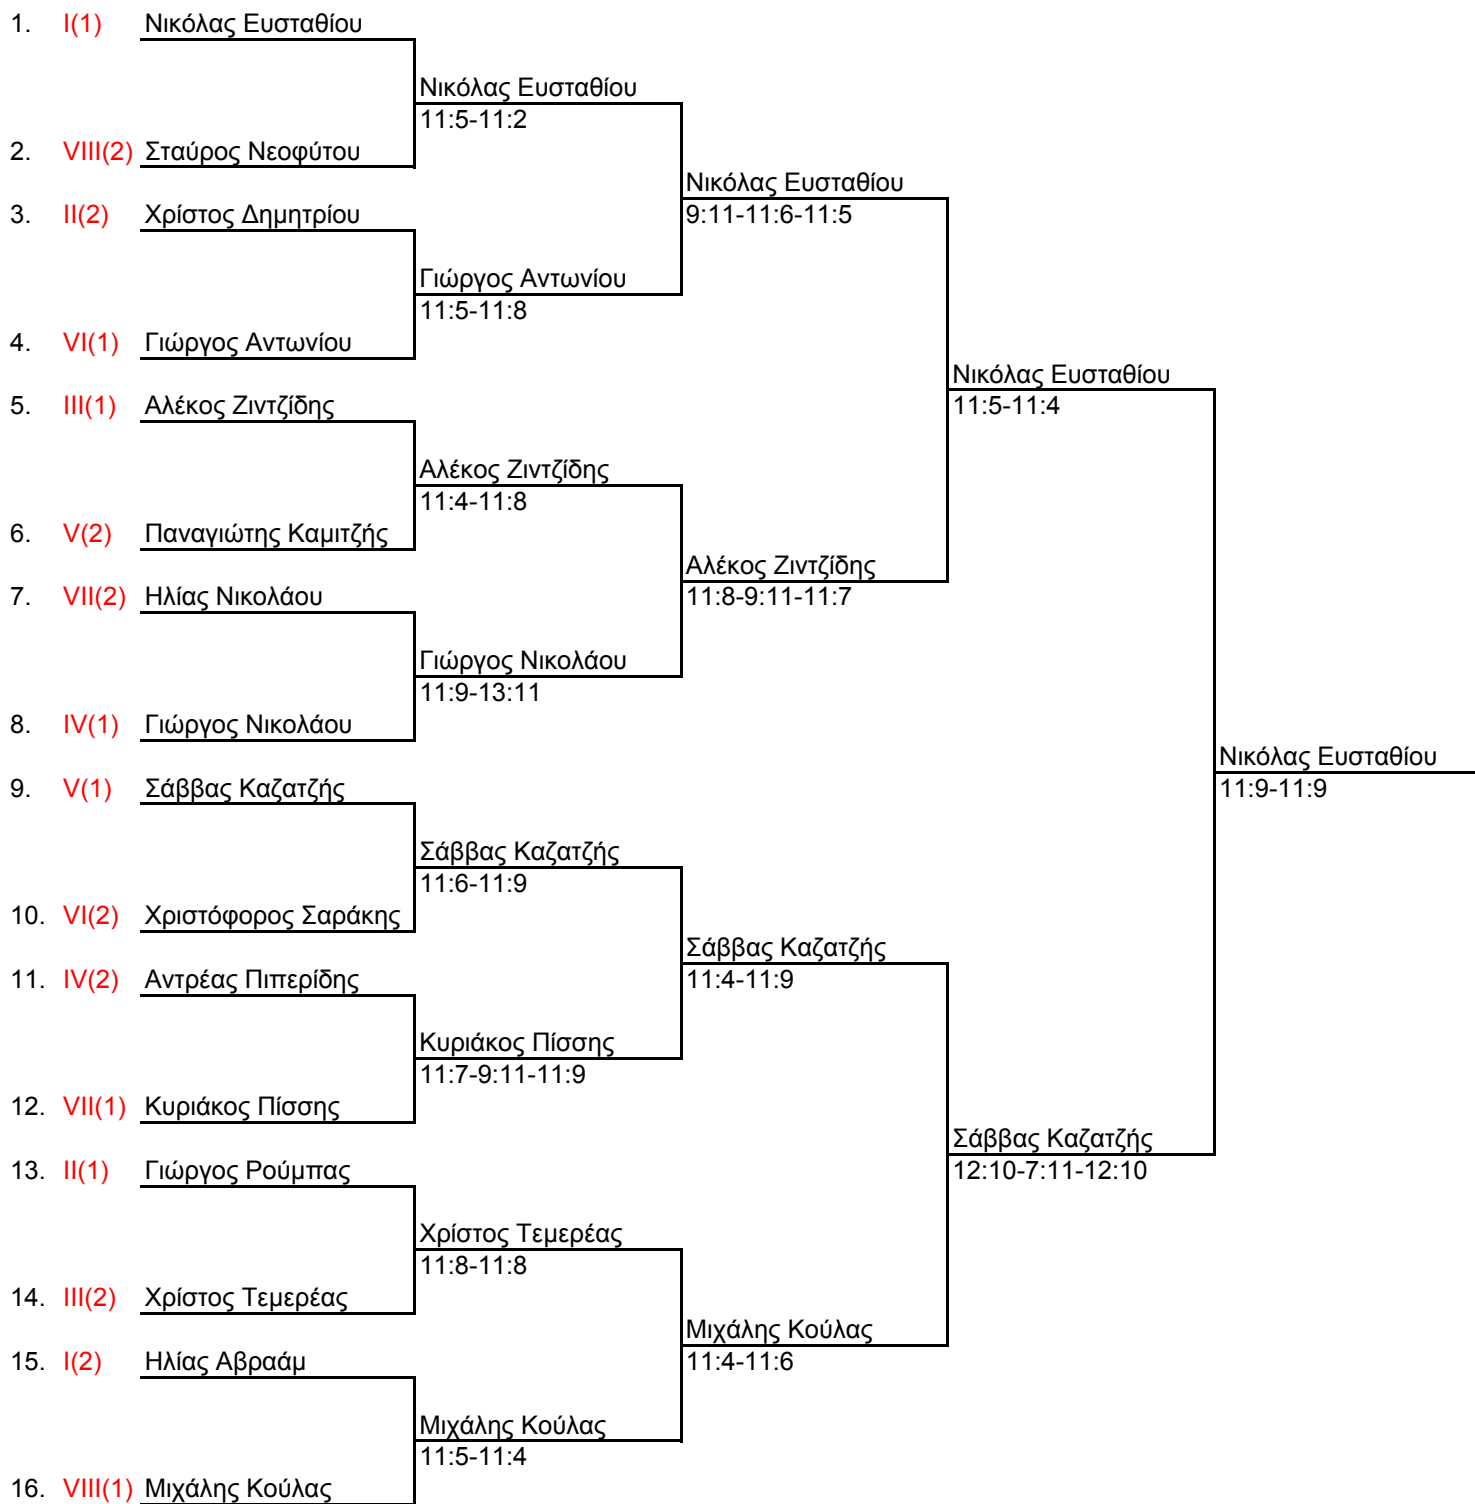 1. I(1) Νικόλας Ευσταθίου
Νικόλας Ευσταθίου
11:5-11:2
2. VIII(2) Σταύρος Νεοφύτου
Νικόλας Ευσταθίου
9:11-11:6-11:5
3. II(2) Χρίστος Δημητρίου
Γιώργος Αντωνίου
11:5-11:8
4. VI(1) Γιώργος Αντωνίου
Νικόλας Ευσταθίου
11:5-11:4
5. III(1) Αλέκος Ζιντζίδης
Αλέκος Ζιντζίδης
11:4-11:8
6. V(2) Παναγιώτης Καμιτζής
Αλέκος Ζιντζίδης
11:8-9:11-11:7
7. VII(2) Ηλίας Νικολάου
Γιώργος Νικολάου
11:9-13:11
8. IV(1) Γιώργος Νικολάου
Νικόλας Ευσταθίου
11:9-11:9
9. V(1) Σάββας Καζατζής
Σάββας Καζατζής
11:6-11:9
10. VI(2) Χριστόφορος Σαράκης
Σάββας Καζατζής
11:4-11:9
11. IV(2) Αντρέας Πιπερίδης
Κυριάκος Πίσσης
11:7-9:11-11:9
12. VII(1) Κυριάκος Πίσσης
Σάββας Καζατζής
12:10-7:11-12:10
13. II(1) Γιώργος Ρούμπας
Χρίστος Τεμερέας
11:8-11:8
14. III(2) Χρίστος Τεμερέας
Μιχάλης Κούλας
11:4-11:6
15. I(2) Ηλίας Αβραάμ
Μιχάλης Κούλας
11:5-11:4
16. VIII(1) Μιχάλης Κούλας